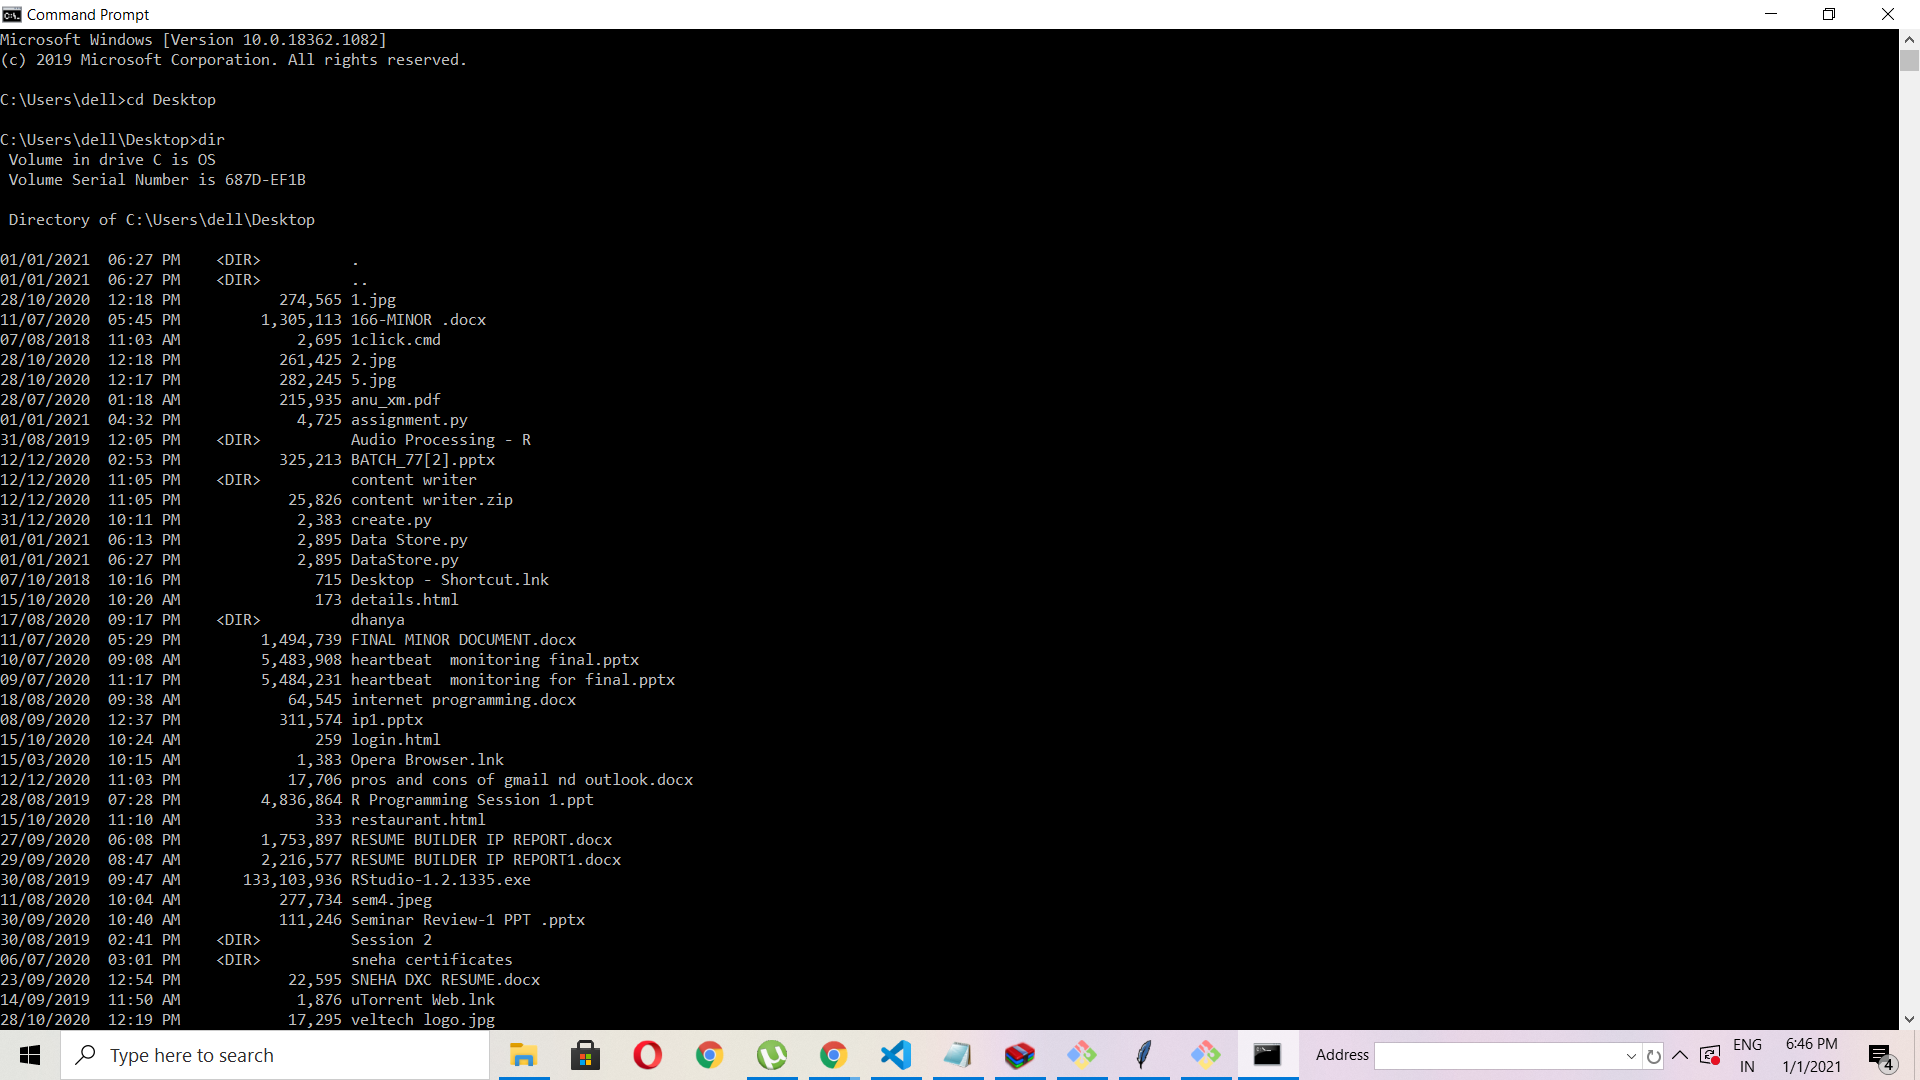 Command Prompt
Microsoft Windows [Version 10.0.18362.1082]
(c) 2019 Microsoft Corporation. All rights reserved.
C:\Users\dell>cd Desktop
C:\Users\dell\Desktop>dir
 Volume in drive C is OS
 Volume Serial Number is 687D-EF1B
 Directory of C:\Users\dell\Desktop
01/01/2021  06:27 PM    <DIR>          .
01/01/2021  06:27 PM    <DIR>          ..
28/10/2020  12:18 PM           274,565 1.jpg
11/07/2020  05:45 PM         1,305,113 166-MINOR .docx
07/08/2018  11:03 AM             2,695 1click.cmd
28/10/2020  12:18 PM           261,425 2.jpg
28/10/2020  12:17 PM           282,245 5.jpg
28/07/2020  01:18 AM           215,935 anu_xm.pdf
01/01/2021  04:32 PM             4,725 assignment.py
31/08/2019  12:05 PM    <DIR>          Audio Processing - R
12/12/2020  02:53 PM           325,213 BATCH_77[2].pptx
12/12/2020  11:05 PM    <DIR>          content writer
12/12/2020  11:05 PM            25,826 content writer.zip
31/12/2020  10:11 PM             2,383 create.py
01/01/2021  06:13 PM             2,895 Data Store.py
01/01/2021  06:27 PM             2,895 DataStore.py
07/10/2018  10:16 PM               715 Desktop - Shortcut.lnk
15/10/2020  10:20 AM               173 details.html
17/08/2020  09:17 PM    <DIR>          dhanya
11/07/2020  05:29 PM         1,494,739 FINAL MINOR DOCUMENT.docx
10/07/2020  09:08 AM         5,483,908 heartbeat  monitoring final.pptx
09/07/2020  11:17 PM         5,484,231 heartbeat  monitoring for final.pptx
18/08/2020  09:38 AM            64,545 internet programming.docx
08/09/2020  12:37 PM           311,574 ip1.pptx
15/10/2020  10:24 AM               259 login.html
15/03/2020  10:15 AM             1,383 Opera Browser.lnk
12/12/2020  11:03 PM            17,706 pros and cons of gmail nd outlook.docx
28/08/2019  07:28 PM         4,836,864 R Programming Session 1.ppt
15/10/2020  11:10 AM               333 restaurant.html
27/09/2020  06:08 PM         1,753,897 RESUME BUILDER IP REPORT.docx
29/09/2020  08:47 AM         2,216,577 RESUME BUILDER IP REPORT1.docx
30/08/2019  09:47 AM       133,103,936 RStudio-1.2.1335.exe
11/08/2020  10:04 AM           277,734 sem4.jpeg
30/09/2020  10:40 AM           111,246 Seminar Review-1 PPT .pptx
30/08/2019  02:41 PM    <DIR>          Session 2
06/07/2020  03:01 PM    <DIR>          sneha certificates
23/09/2020  12:54 PM            22,595 SNEHA DXC RESUME.docx
14/09/2019  11:50 AM             1,876 uTorrent Web.lnk
28/10/2020  12:19 PM            17,295 veltech logo.jpg
Type here to search
Address
ENG
IN
6:46 PM
1/1/2021
4